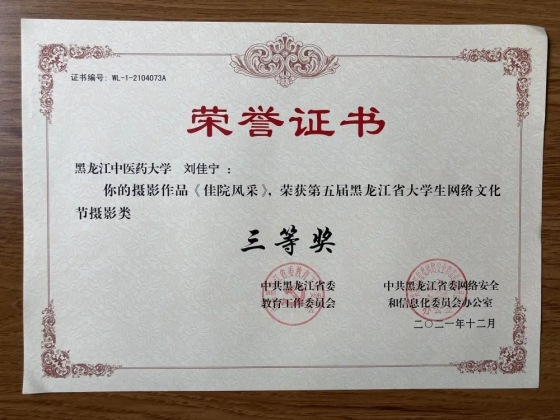 证书编号: WL-1-2104073A
荣誉证书
黑龙江中医药大学 刘佳宁：
你的摄影作品《佳院风采》，荣获第五届黑龙江省大学生网络文化
节摄影类
三等奖
中共黑龙江省委 中共黑龙江省委网络安全
教育工作委员会 和信息化委员会办公室
二〇二一年十二月